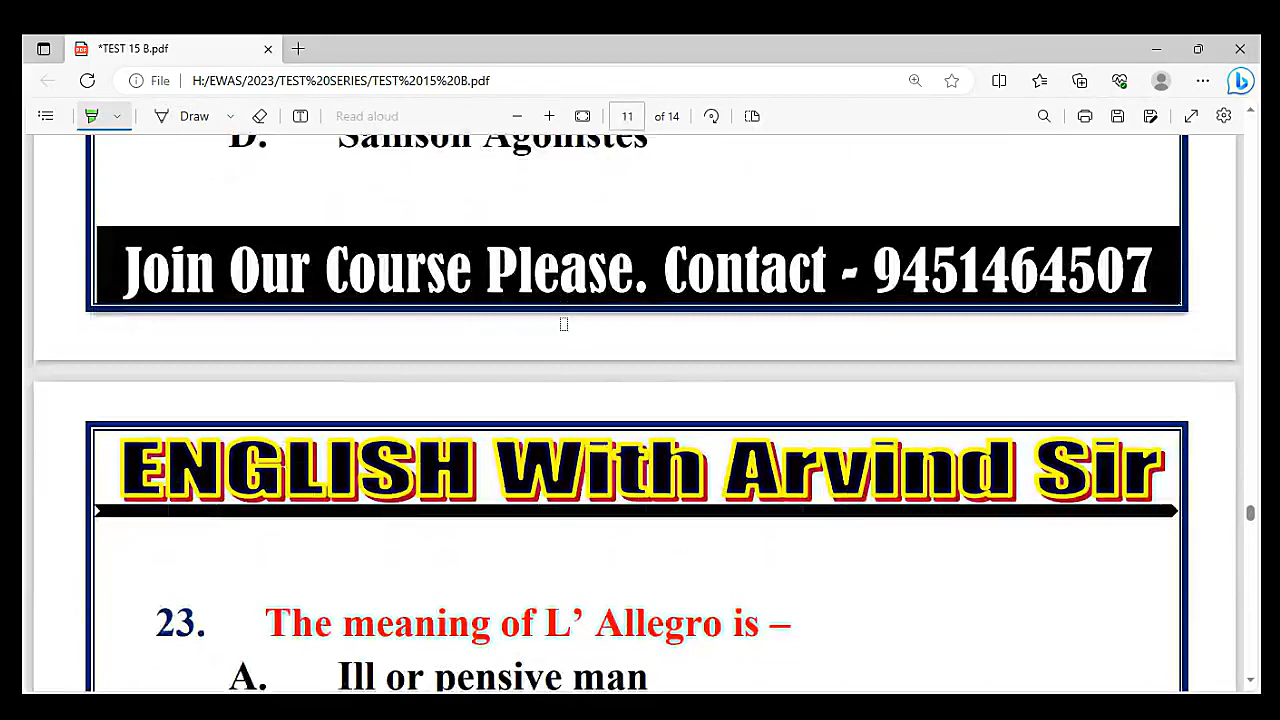 *TEST 15 B.pdf
File H:/EWAS/2023/TEST%20SERIES/TEST%2015%20B.pdf
Draw Read aloud 11 of 14
D. Samson Agonistes
Join Our Course Please. Contact - 9451464507
ENGLISH With Arvind Sir
23. The meaning of L’ Allegro is –
A. Ill or pensive man